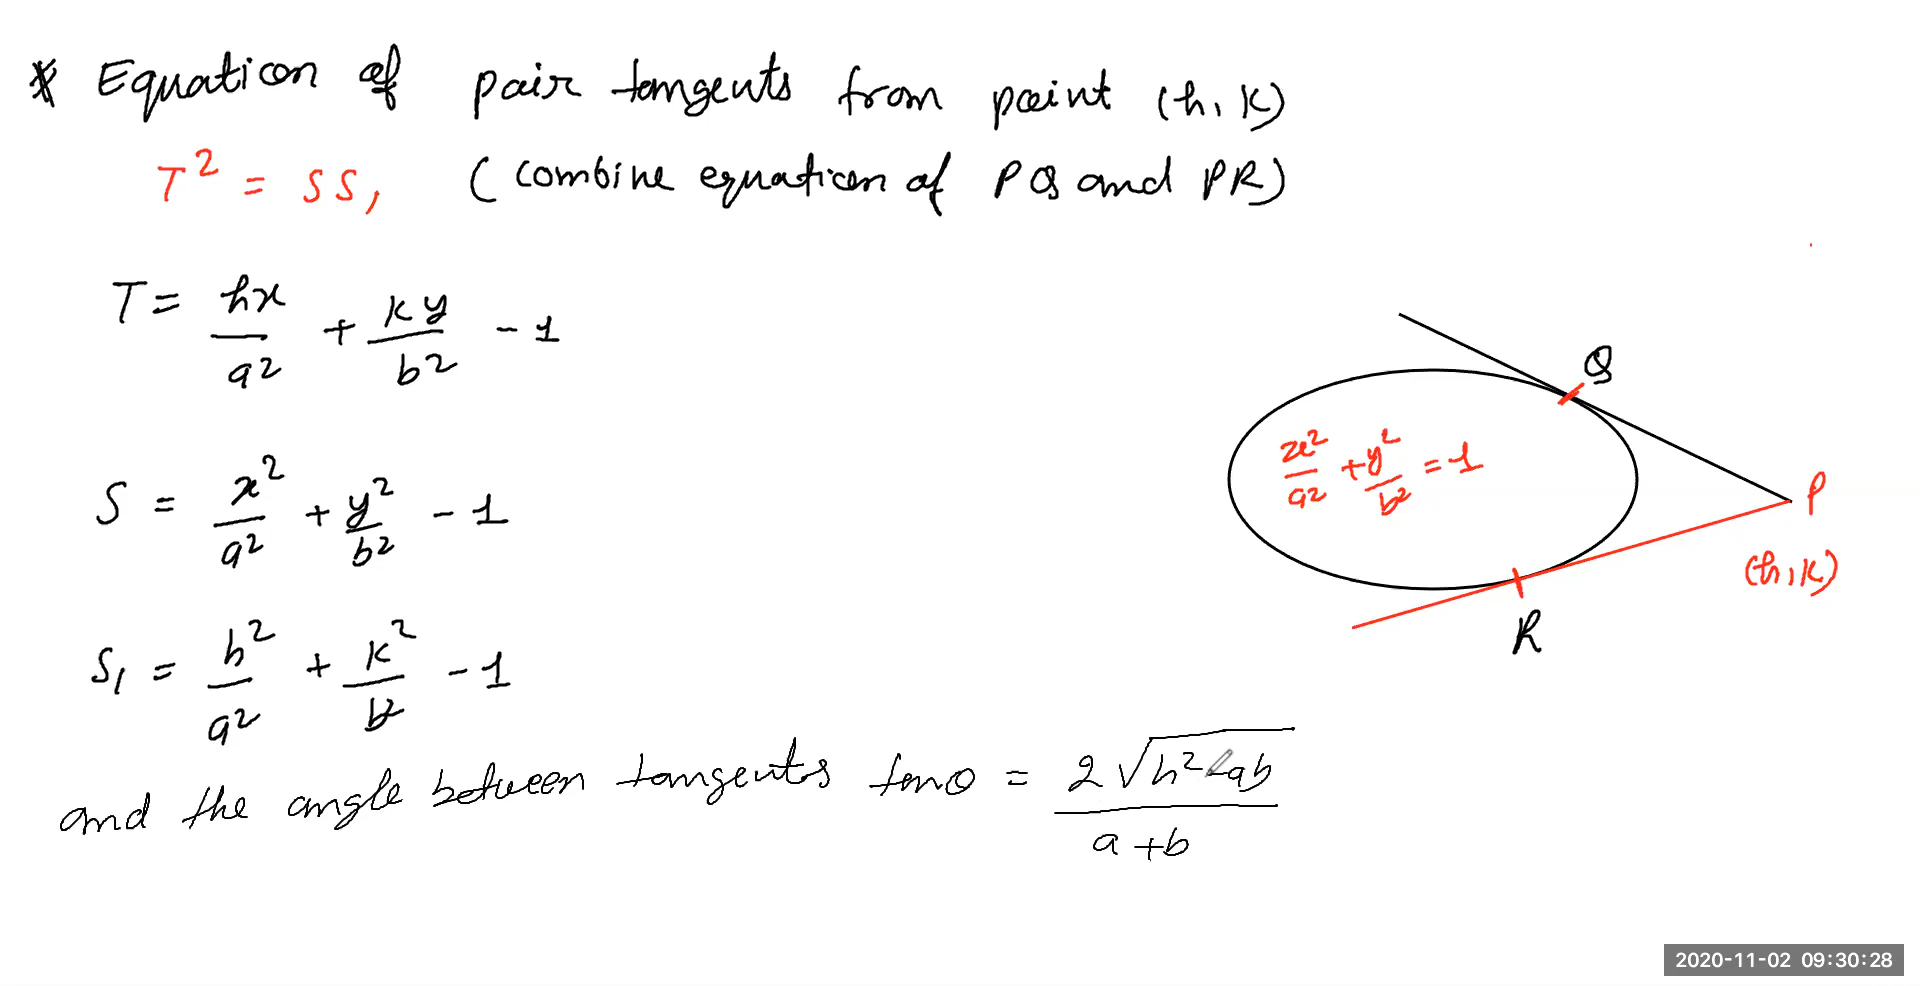 * Equation of pair tangents from point (h, k)
T² = SS₁ (combine equation of PQ and PR)
T = hx/a² + ky/b² - 1
S = x²/a² + y²/b² - 1
S₁ = h²/a² + k²/b² - 1
and the angle between tangents tanθ = 2√(h²-ab)/(a+b)
Q
x²/a² + y²/b² = 1
P
(h, k)
R
2020-11-02 09:30:28